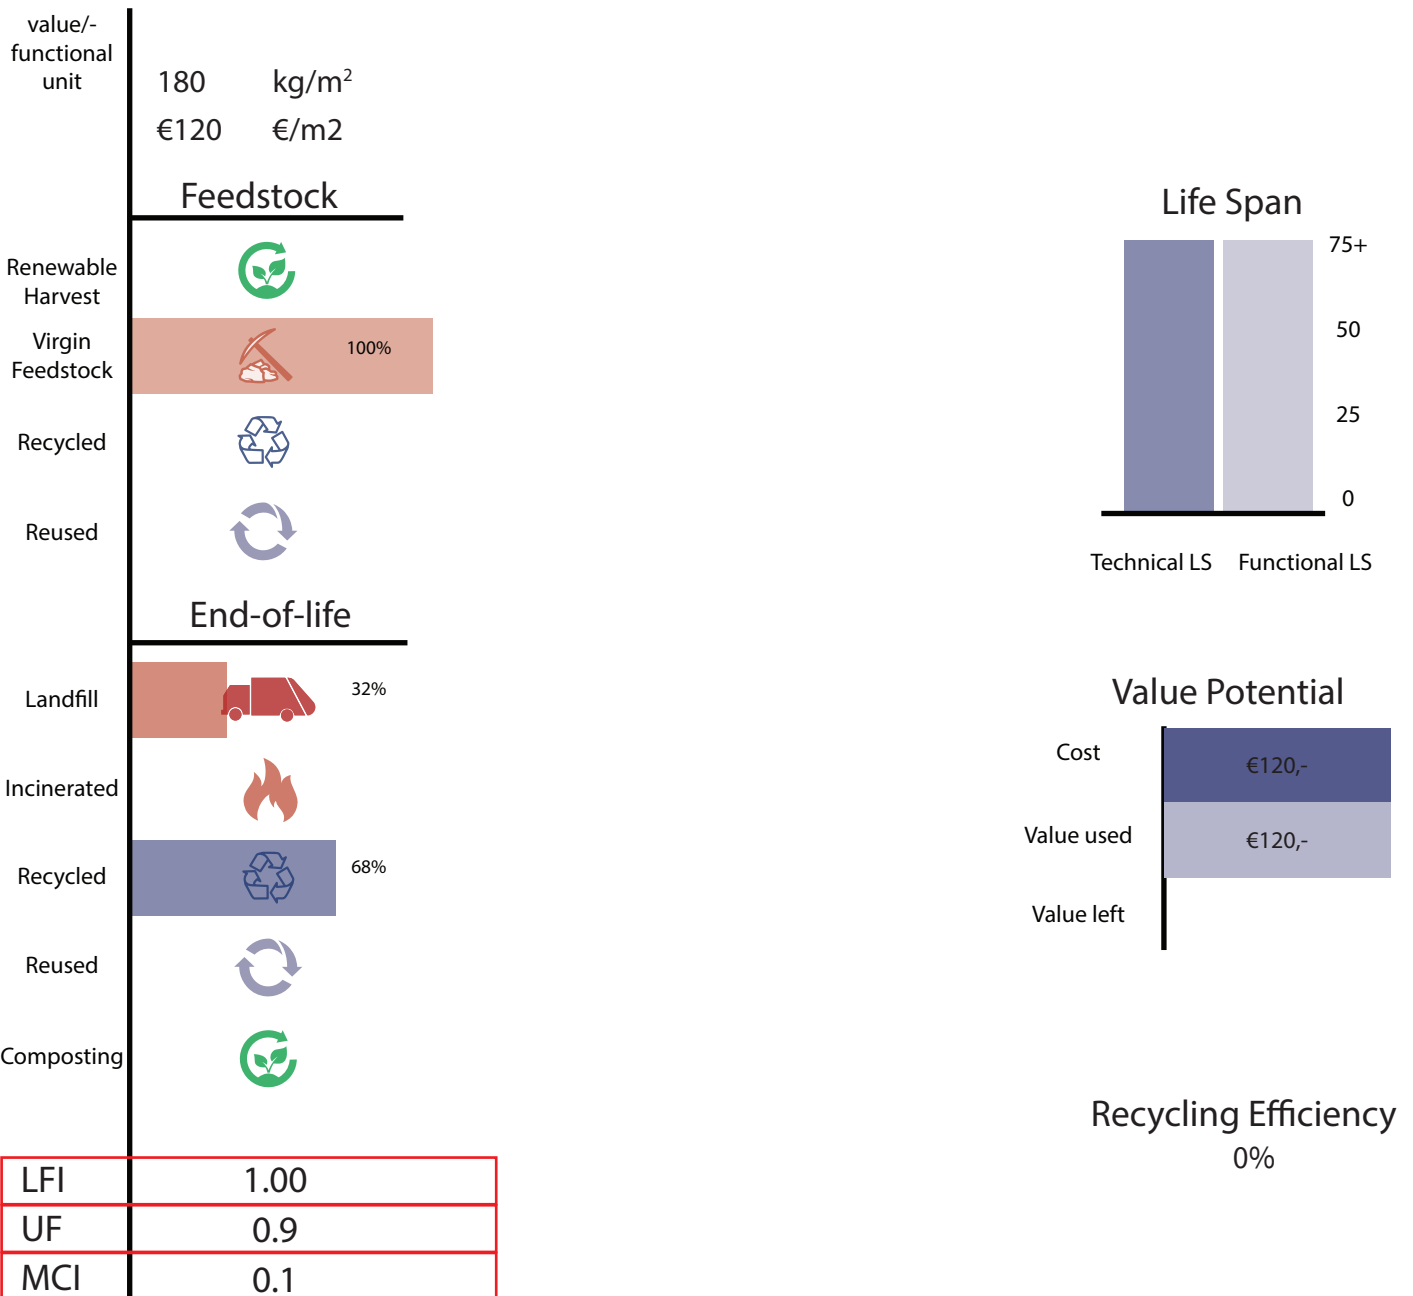 value/-
functional
unit
180 kg/m²
€120 €/m2
Feedstock
Renewable
Harvest
Virgin
Feedstock
100%
Recycled
Reused
End-of-life
Landfill
32%
Incinerated
Recycled
68%
Reused
Composting
LFI 1.00
UF 0.9
MCI 0.1
Life Span
75+
50
25
0
Technical LS Functional LS
Value Potential
Cost €120,-
Value used €120,-
Value left
Recycling Efficiency
0%